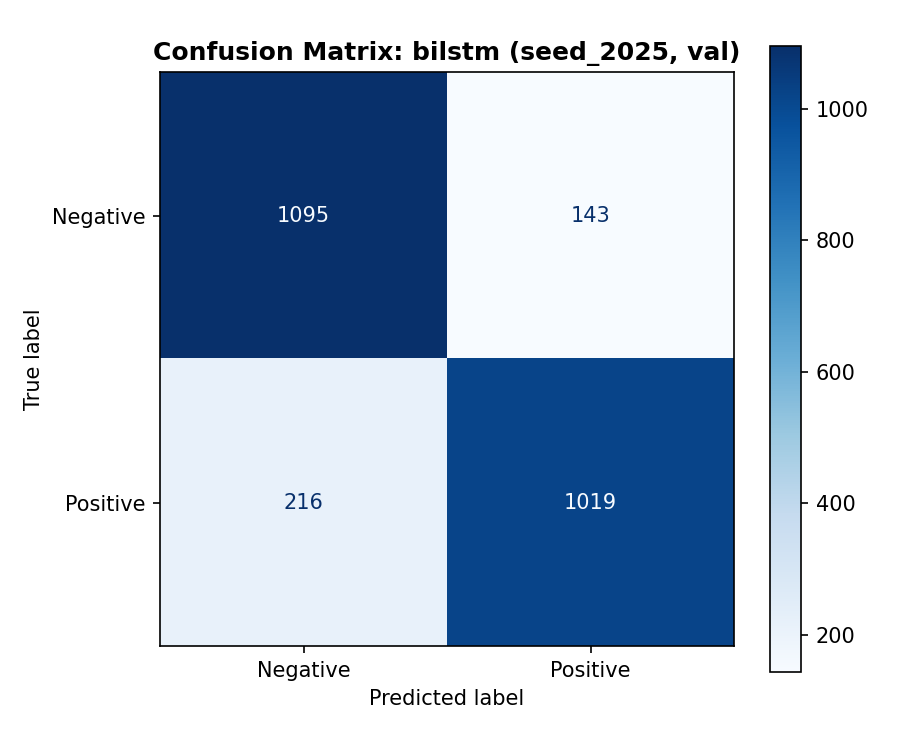 Confusion Matrix: bilstm (seed_2025, val)
Negative
1095
143
Positive
216
1019
Negative
Positive
Predicted label
True label
1000
800
600
400
200